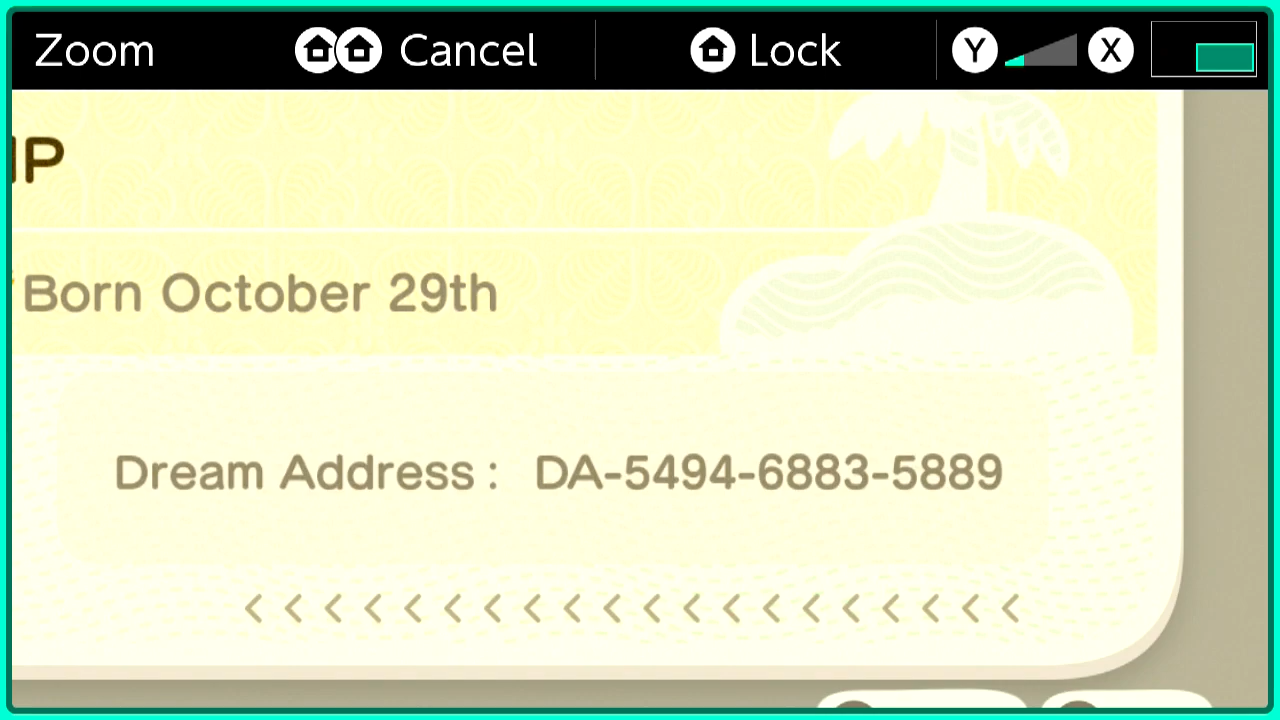 Zoom Cancel Lock Y X
Born October 29th
Dream Address : DA-5494-6883-5889
< < < < < < < < < < < < < < < < < < < <